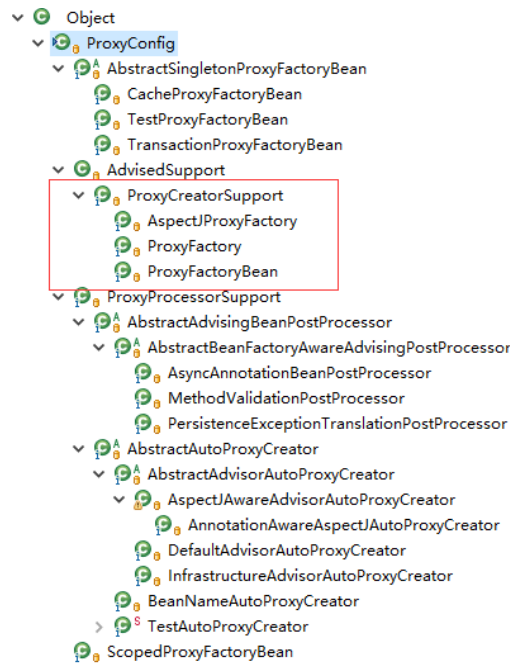 Object
ProxyConfig
AbstractSingletonProxyFactoryBean
CacheProxyFactoryBean
TestProxyFactoryBean
TransactionProxyFactoryBean
AdvisedSupport
ProxyCreatorSupport
AspectJProxyFactory
ProxyFactory
ProxyFactoryBean
ProxyProcessorSupport
AbstractAdvisingBeanPostProcessor
AbstractBeanFactoryAwareAdvisingPostProcessor
AsyncAnnotationBeanPostProcessor
MethodValidationPostProcessor
PersistenceExceptionTranslationPostProcessor
AbstractAutoProxyCreator
AbstractAdvisorAutoProxyCreator
AspectJAwareAdvisorAutoProxyCreator
AnnotationAwareAspectJAutoProxyCreator
DefaultAdvisorAutoProxyCreator
InfrastructureAdvisorAutoProxyCreator
BeanNameAutoProxyCreator
TestAutoProxyCreator
ScopedProxyFactoryBean